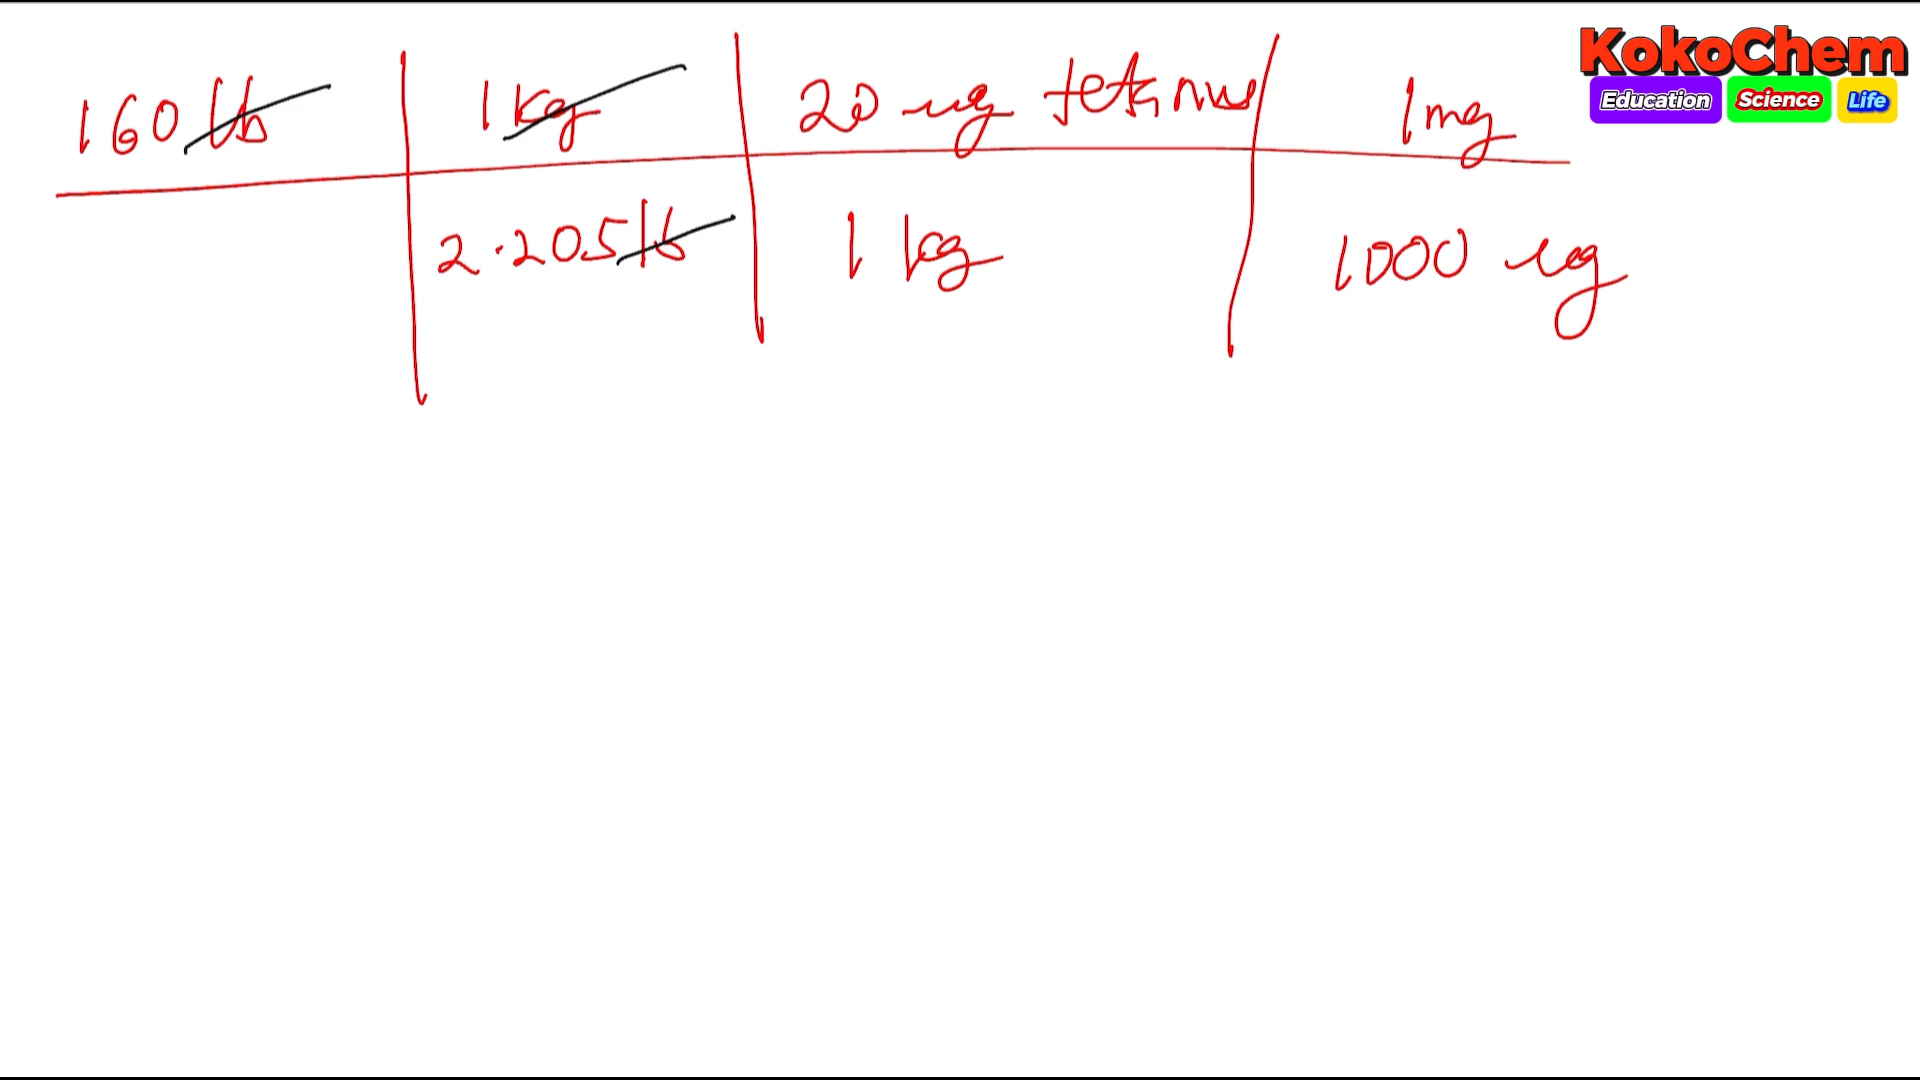 KokoChem
Education Science Life
160 lb 1 kg 20 ug tetanus 1 mg
2.205 lb 1 kg 1000 ug